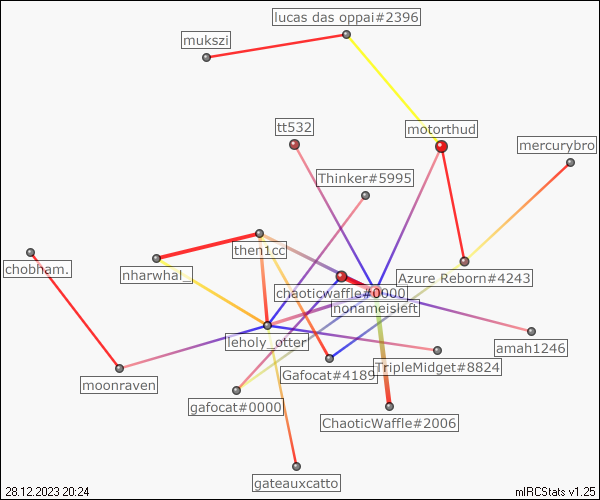 lucas das oppai#2396
mukszi
tt532
motorthud
mercurybro
Thinker#5995
then1cc
chobham.
nharwhal_
Azure Reborn#4243
chaoticwaffle#0000
nonameisleft
leholy_otter
amah1246
Gafocat#4189
TripleMidget#8824
moonraven
gafocat#0000
ChaoticWaffle#2006
gateauxcatto
28.12.2023 20:24
mIRCStats v1.25